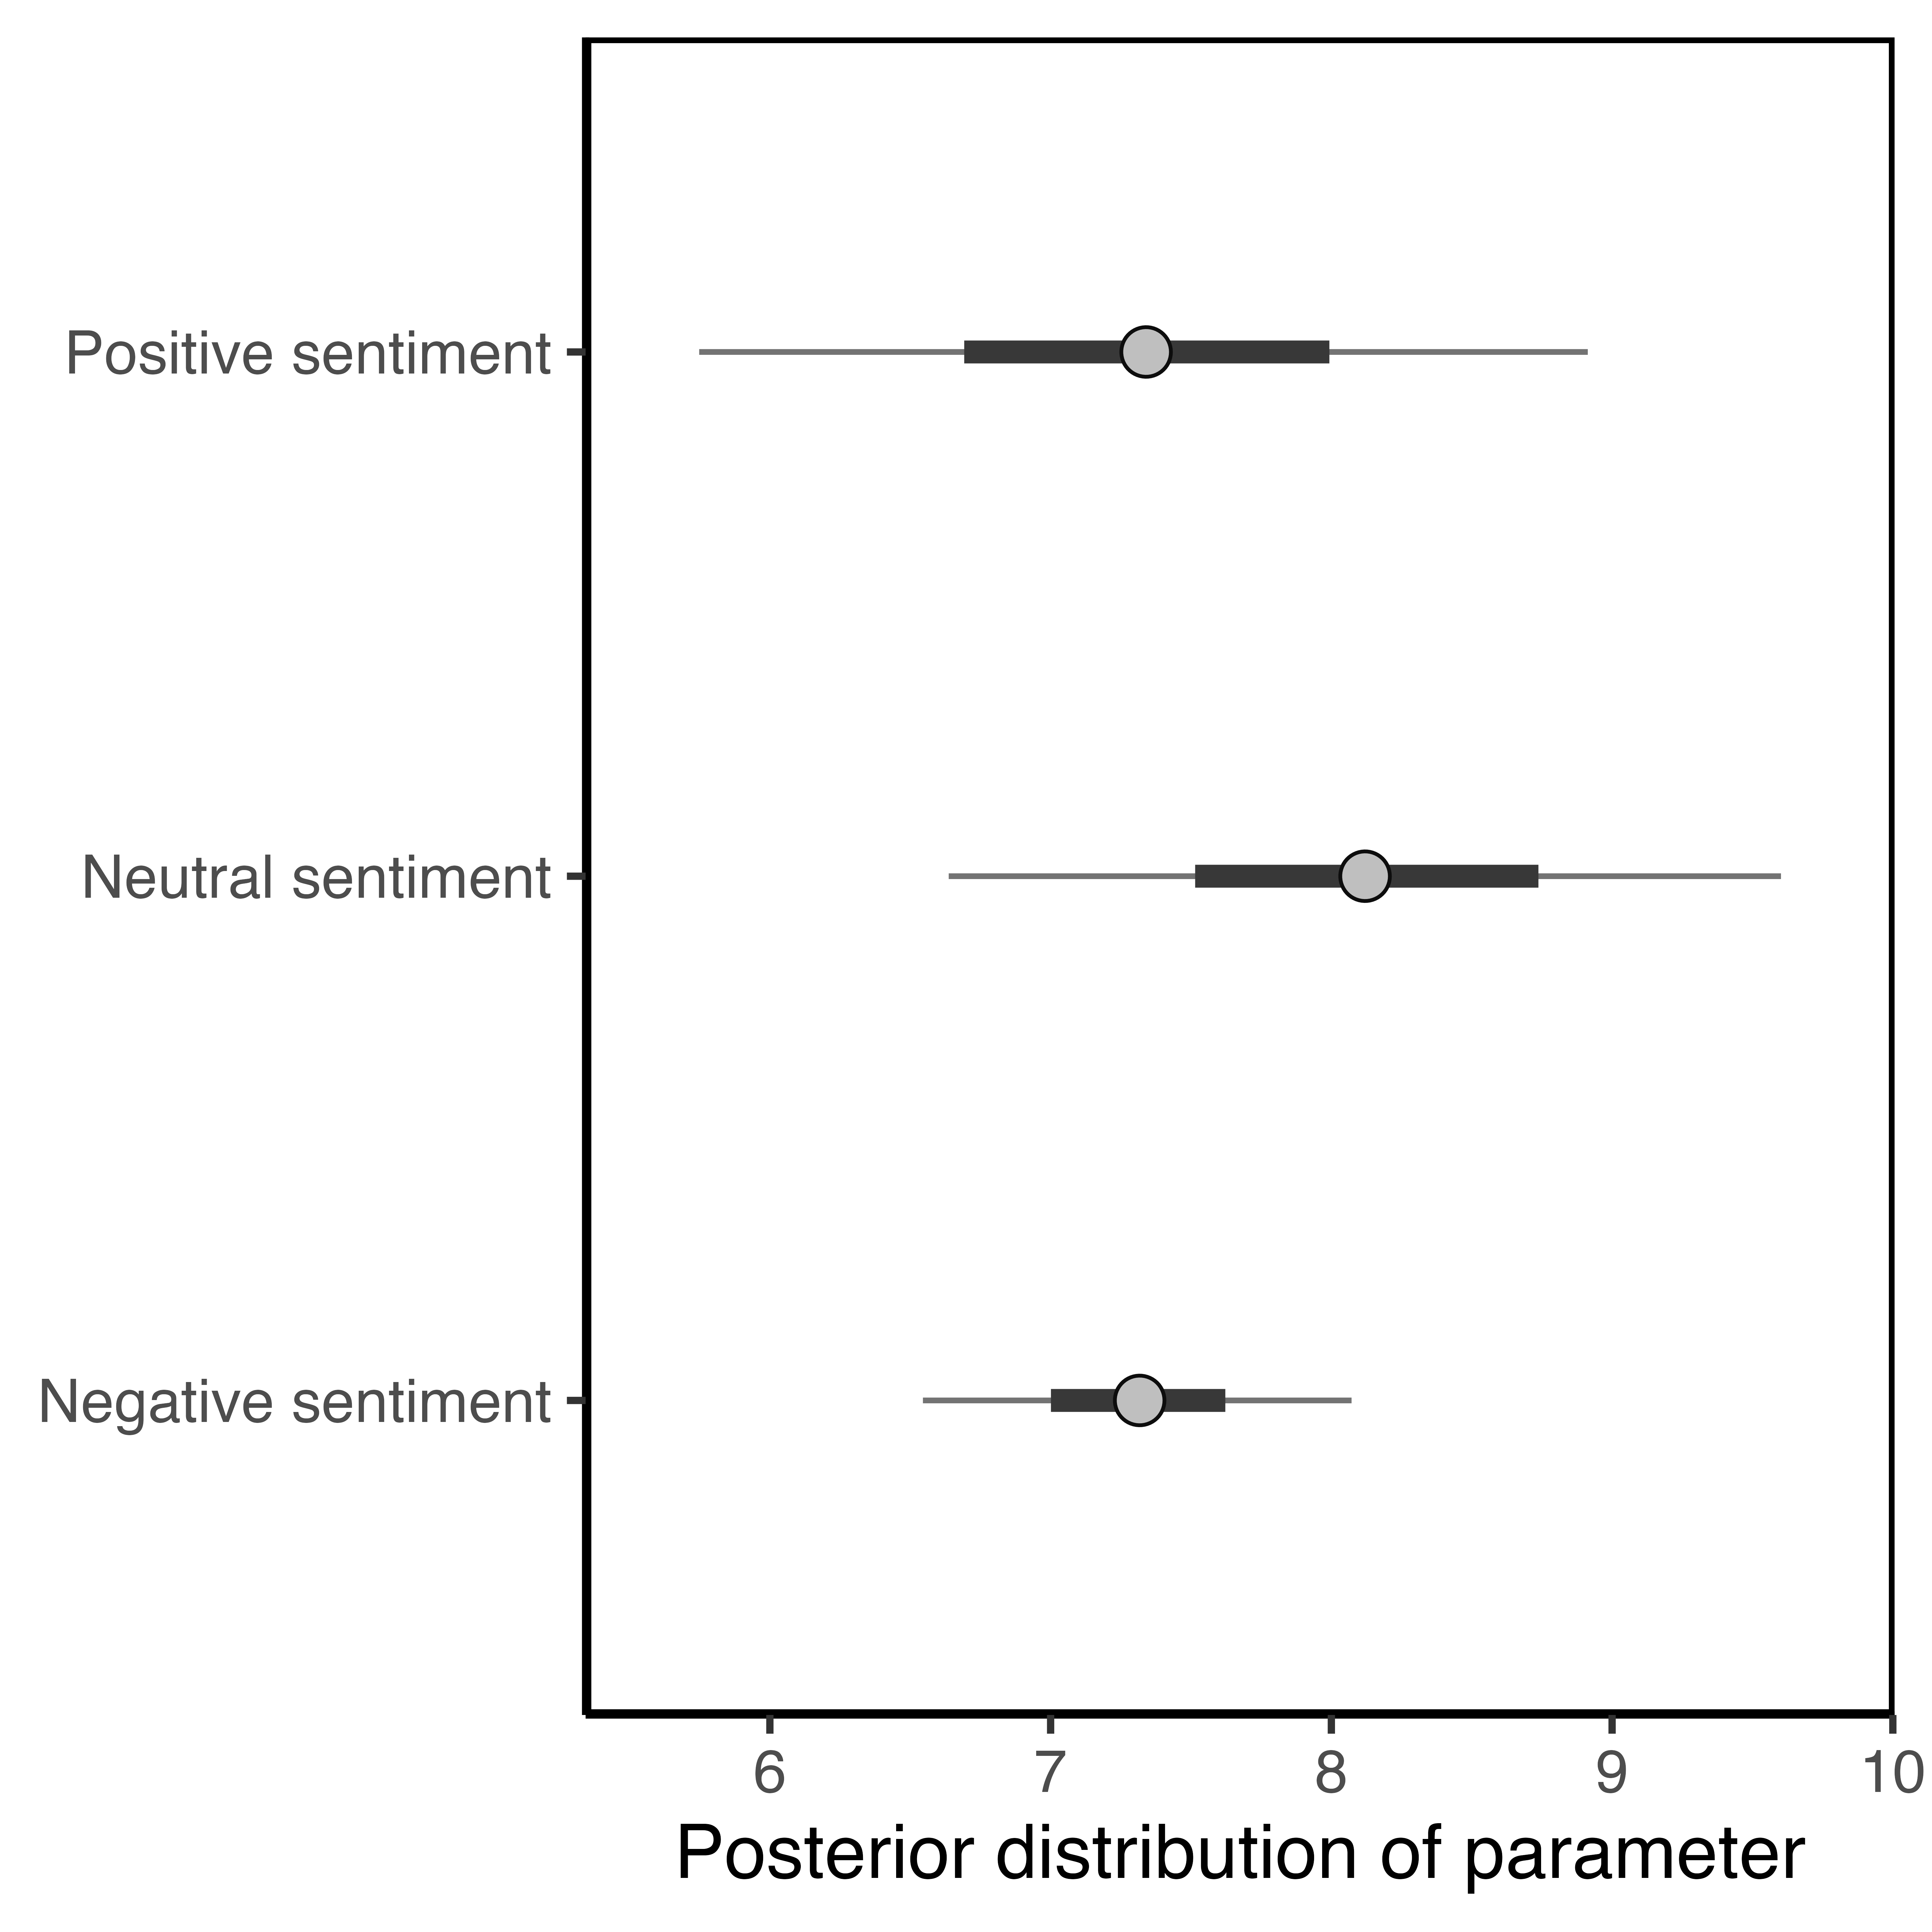 Positive sentiment
Neutral sentiment
Negative sentiment
6 7 8 9 10
Posterior distribution of parameter